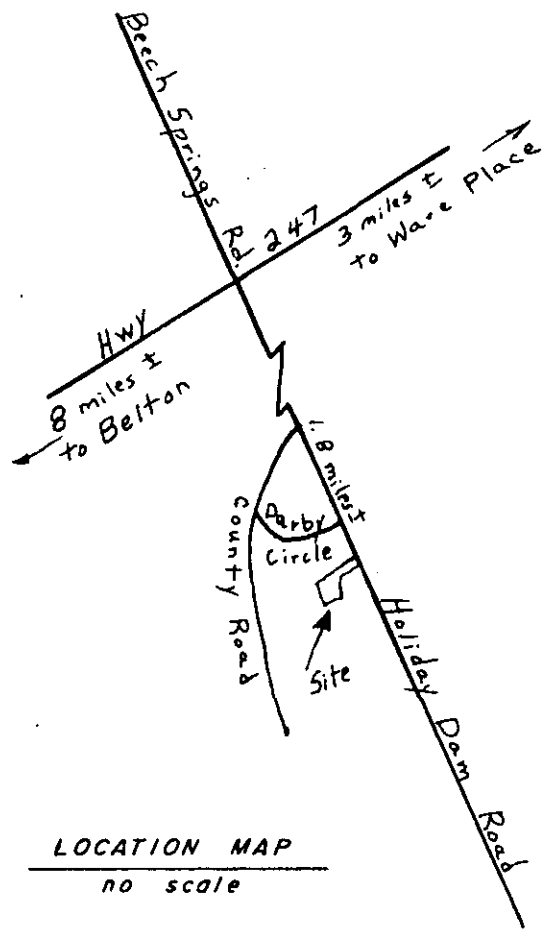 Beech Springs Rd.
Hwy 247
3 miles ±
to Ware Place
8 miles ±
to Belton
1.8 miles ±
Darby
Circle
County Road
Site
Holiday Dam Road
LOCATION MAP
no scale